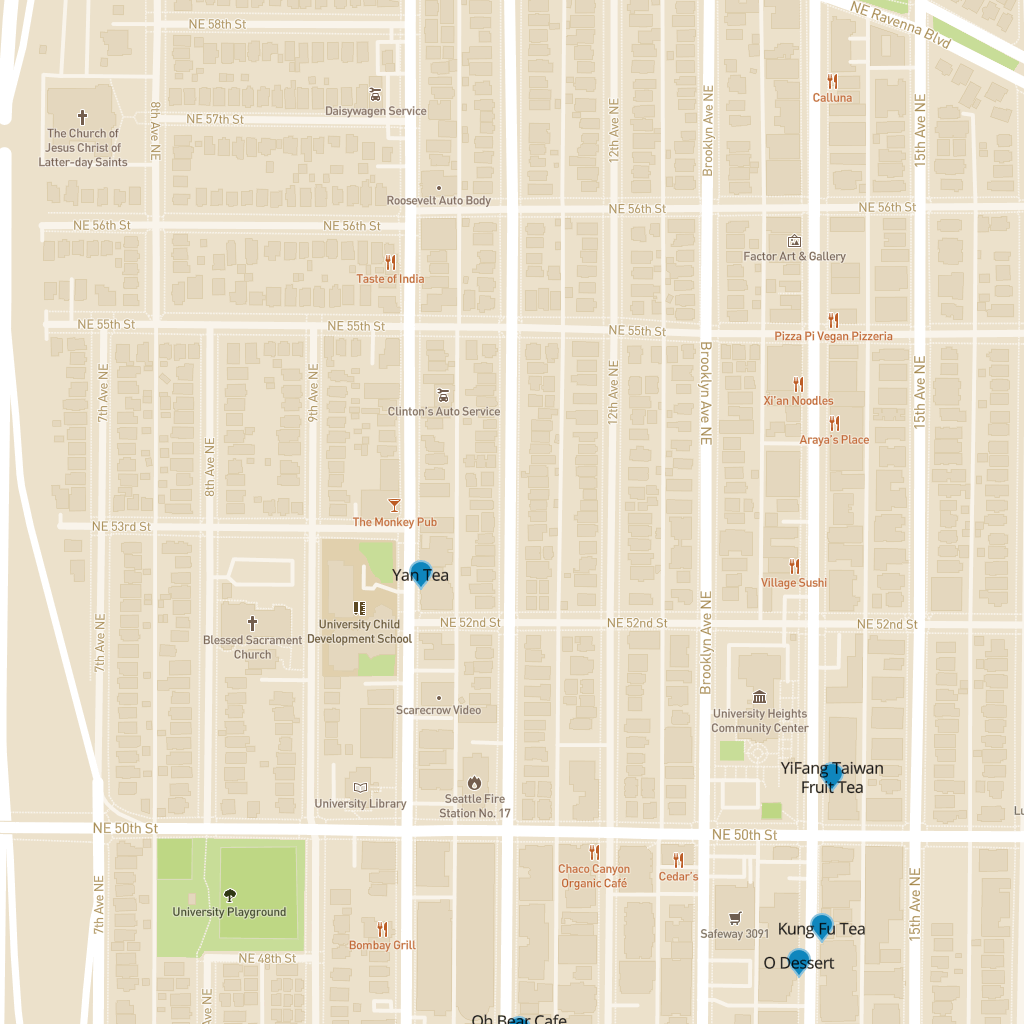 NE Ravenna Blvd
NE 58th St
Calluna
Daisywagen Service
NE 57th St
8th Ave NE
12th Ave NE
Brooklyn Ave NE
15th Ave NE
The Church of
Jesus Christ of
Latter-day Saints
Roosevelt Auto Body
NE 56th St
NE 56th St
NE 56th St
NE 56th St
Factor Art & Gallery
Taste of India
NE 55th St
NE 55th St
NE 55th St
Pizza Pi Vegan Pizzeria
7th Ave NE
9th Ave NE
12th Ave NE
Brooklyn Ave NE
15th Ave NE
Xi'an Noodles
Clinton's Auto Service
Araya's Place
8th Ave NE
The Monkey Pub
NE 53rd St
Yan Tea
Village Sushi
University Child
Development School
NE 52nd St
NE 52nd St
NE 52nd St
Blessed Sacrament
Church
7th Ave NE
Brooklyn Ave NE
Scarecrow Video
University Heights
Community Center
YiFang Taiwan
Fruit Tea
University Library
Seattle Fire
Station No. 17
Lu
NE 50th St
NE 50th St
Chaco Canyon
Organic Café
Cedar's
7th Ave NE
15th Ave NE
University Playground
Safeway 3091
Kung Fu Tea
Bombay Grill
NE 48th St
O Dessert
Ave NE
Oh Bear Cafe